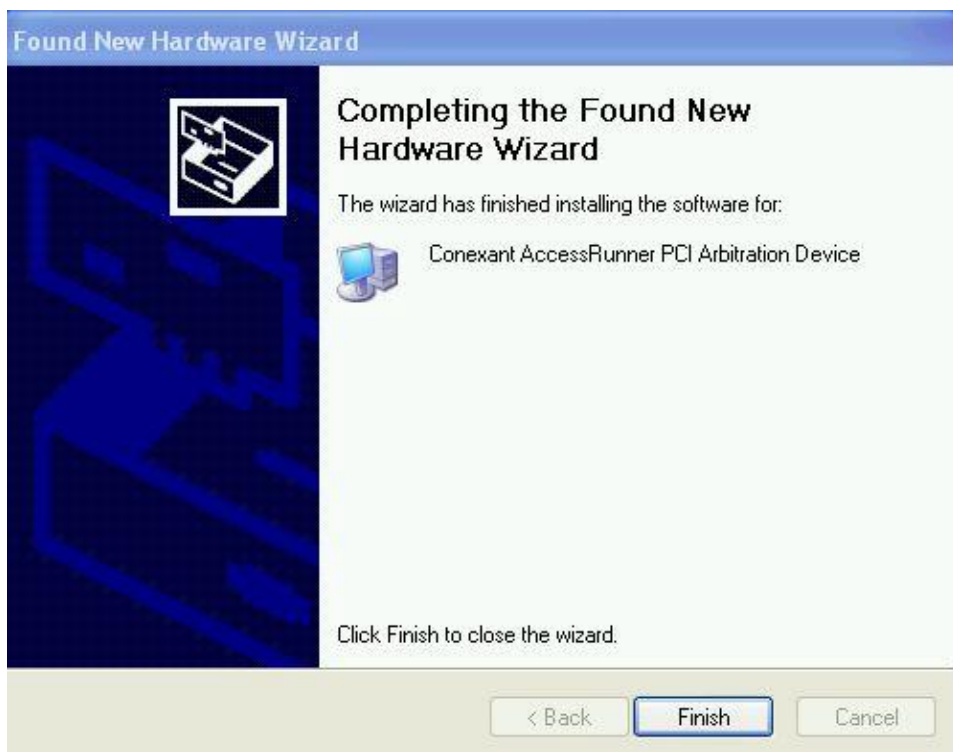 Found New Hardware Wizard
Completing the Found New
Hardware Wizard
The wizard has finished installing the software for:
Conexant AccessRunner PCI Arbitration Device
Click Finish to close the wizard.
< Back
Finish
Cancel